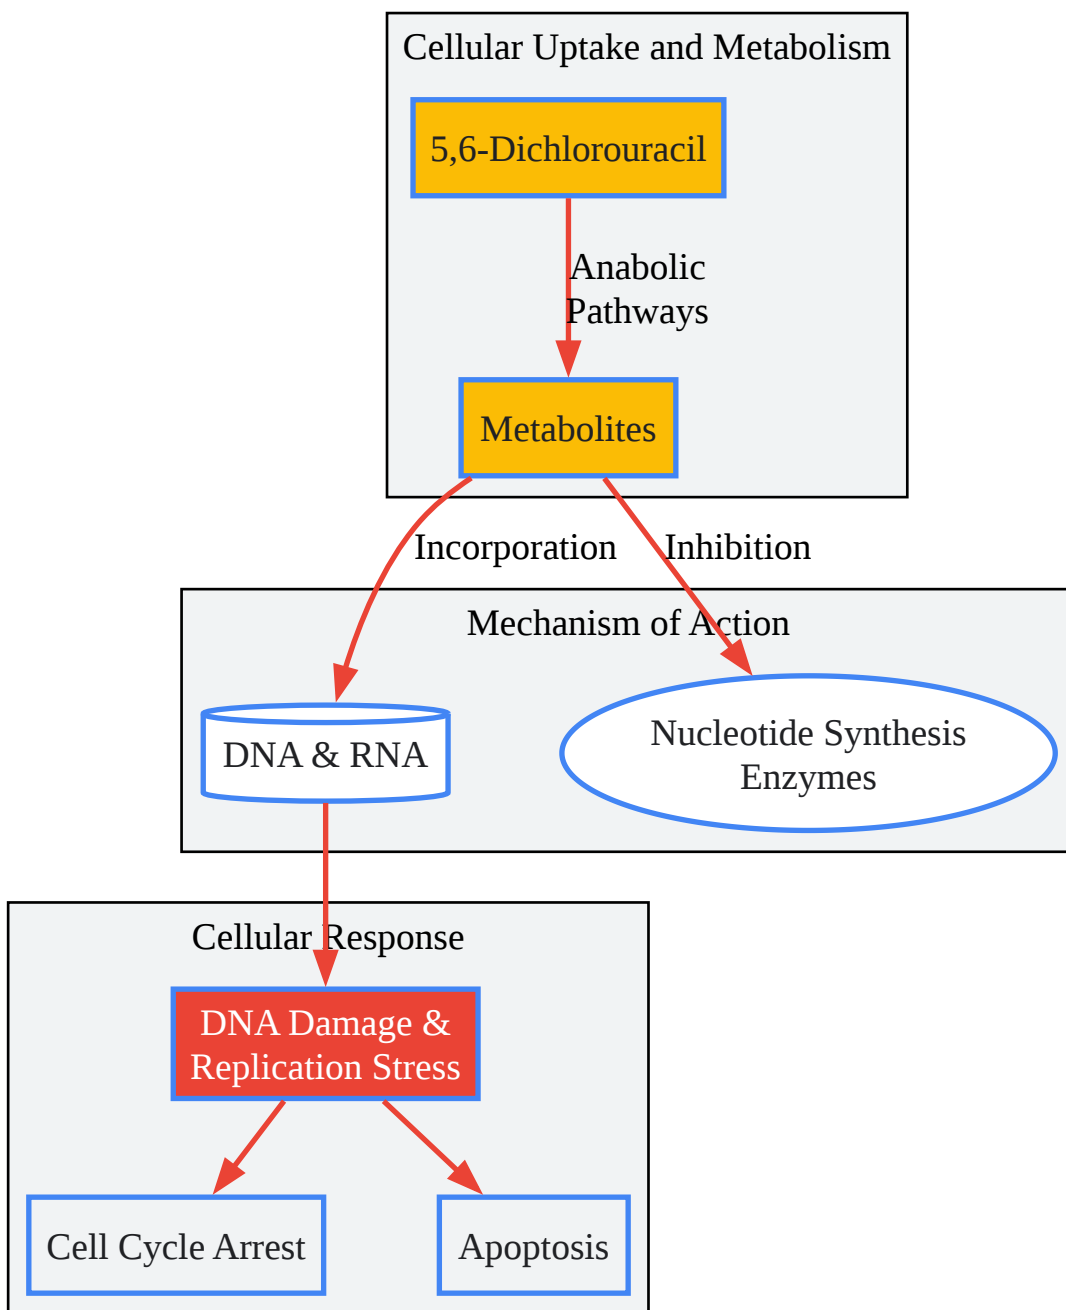 Cellular Uptake and Metabolism
5,6-Dichlorouracil
Anabolic
Pathways
Metabolites
Incorporation
Inhibition
Mechanism of Action
DNA & RNA
Nucleotide Synthesis
Enzymes
Cellular Response
DNA Damage &
Replication Stress
Cell Cycle Arrest
Apoptosis